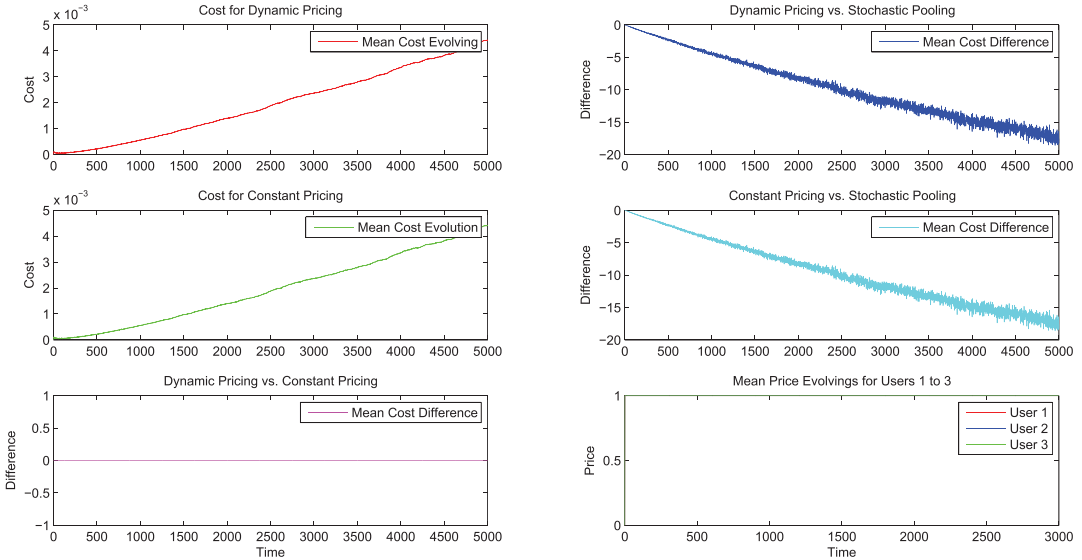 Cost for Dynamic Pricing
x 10⁻³
5
4
3
2
1
0
Cost
Mean Cost Evolving
0 500 1000 1500 2000 2500 3000 3500 4000 4500 5000
Dynamic Pricing vs. Stochastic Pooling
0
−5
−10
−15
−20
Difference
Mean Cost Difference
0 500 1000 1500 2000 2500 3000 3500 4000 4500 5000
Cost for Constant Pricing
x 10⁻³
5
4
3
2
1
0
Cost
Mean Cost Evolution
0 500 1000 1500 2000 2500 3000 3500 4000 4500 5000
Constant Pricing vs. Stochastic Pooling
0
−5
−10
−15
−20
Difference
Mean Cost Difference
0 500 1000 1500 2000 2500 3000 3500 4000 4500 5000
Dynamic Pricing vs. Constant Pricing
1
0.5
0
−0.5
−1
Difference
Mean Cost Difference
0 500 1000 1500 2000 2500 3000 3500 4000 4500 5000
Time
Mean Price Evolvings for Users 1 to 3
1
0.5
0
Price
User 1
User 2
User 3
0 500 1000 1500 2000 3000
Time